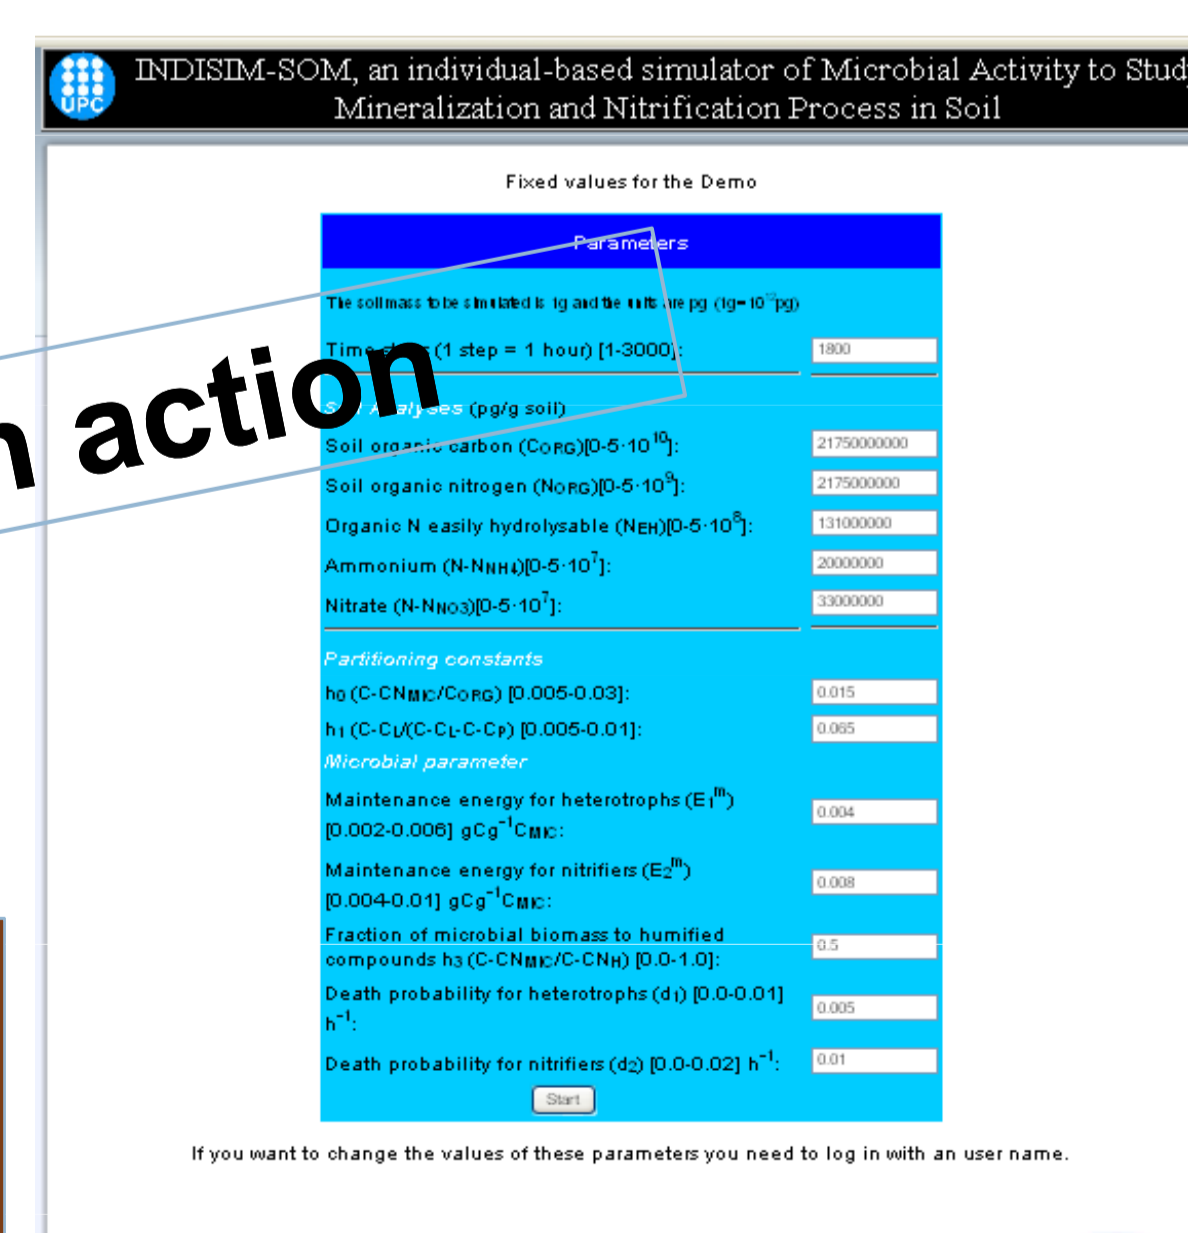 INDISIM-SOM, an individual-based simulator of Microbial Activity to Study
Mineralization and Nitrification Process in Soil
UPC
Fixed values for the Demo
Parameters
The soil mass to be simulated is 1g and the units are pg (1g=10¹²pg)
Time steps (1 step = 1 hour) [1-3000]: 1800
action
Soil Analyses (pg/g soil)
Soil organic carbon (CORG)[0-5·10¹⁰]: 21750000000
Soil organic nitrogen (NORG)[0-5·10⁹]: 2175000000
Organic N easily hydrolysable (NEH)[0-5·10⁸]: 131000000
Ammonium (N-NNH4)[0-5·10⁷]: 20000000
Nitrate (N-NNO3)[0-5·10⁷]: 33000000
Partitioning constants
h0 (C-CNMIC/CORG) [0.005-0.03]: 0.015
h1 (C-CL/(C-CL-C-CP) [0.005-0.01]: 0.065
Microbial parameter
Maintenance energy for heterotrophs (E1ᵐ)
[0.002-0.006] gCg⁻¹CMIC: 0.004
Maintenance energy for nitrifiers (E2ᵐ)
[0.004-0.01] gCg⁻¹CMIC: 0.008
Fraction of microbial biomass to humified
compounds h3 (C-CNMIC/C-CNH) [0.0-1.0]: 0.5
Death probability for heterotrophs (d1) [0.0-0.01]
h⁻¹: 0.005
Death probability for nitrifiers (d2) [0.0-0.02] h⁻¹: 0.01
Start
If you want to change the values of these parameters you need to log in with an user name.